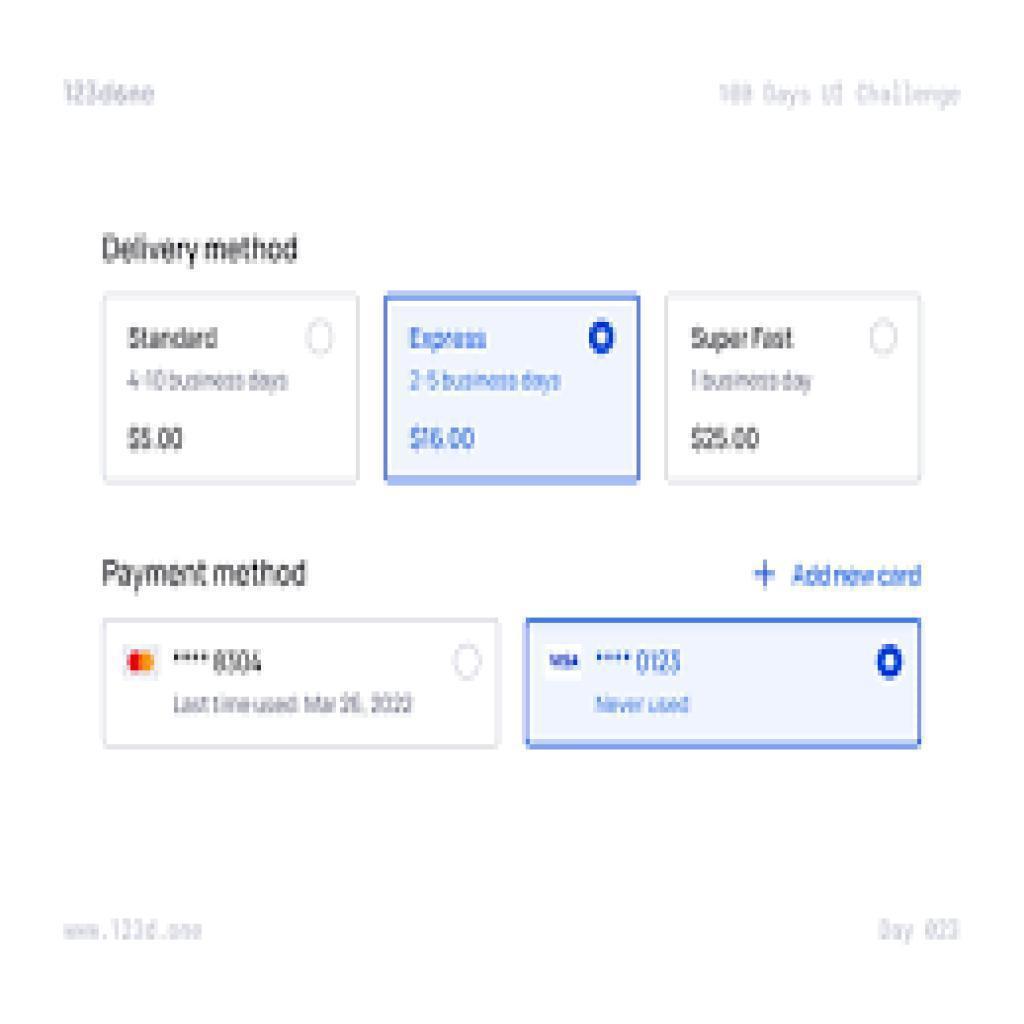 123done
100 Days UI Challenge
Delivery method
Standard
4-10 business days
$5.00
Express
2-5 business days
$16.00
Super Fast
1 business day
$25.00
Payment method
+ Add new card
**** 8304
Last time used: Mar 26, 2022
VISA
**** 0123
Never used
www.123d.one
Day 023